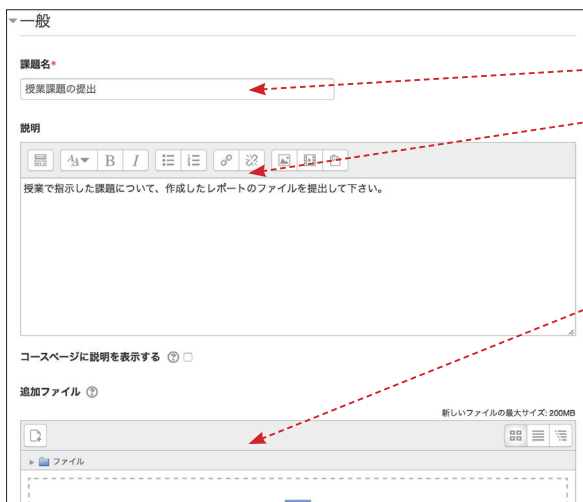 一般
課題名*
授業課題の提出
説明
B I
授業で指示した課題について、作成したレポートのファイルを提出して下さい。
コースページに説明を表示する ?
追加ファイル ?
新しいファイルの最大サイズ: 200MB
ファイル